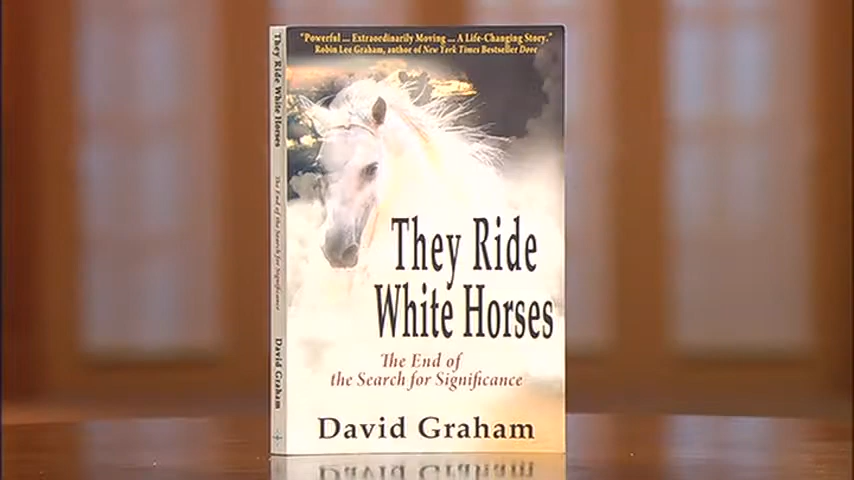 They Ride White Horses
The End of the Search for Significance
David Graham
"Powerful ... Extraordinarily Moving ... A Life-Changing Story."
Robin Lee Graham, author of New York Times Bestseller Dove
They Ride
White Horses
The End of
the Search for Significance
David Graham